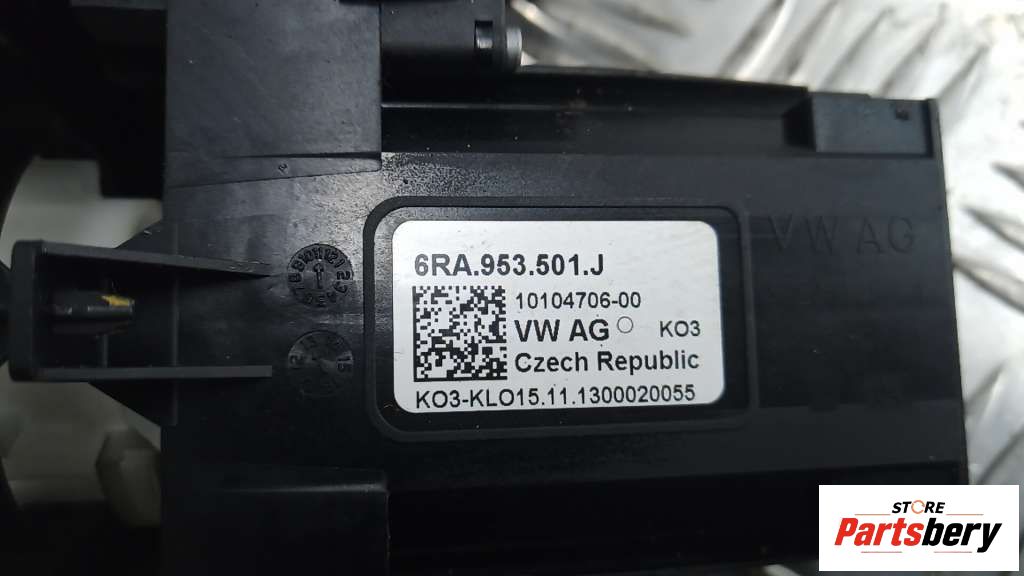 VW AG
6RA.953.501.J
10104706-00
VW AG KO3
Czech Republic
KO3-KLO15.11.1300020055
STORE
Partsbery